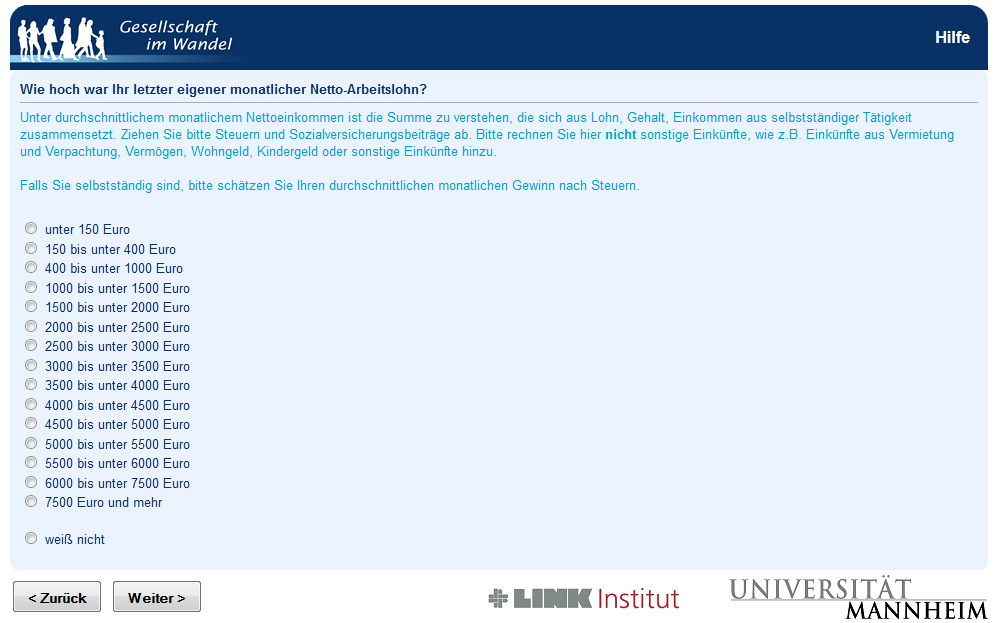 Gesellschaft
im Wandel
Hilfe
Wie hoch war Ihr letzter eigener monatlicher Netto-Arbeitslohn?
Unter durchschnittlichem monatlichem Nettoeinkommen ist die Summe zu verstehen, die sich aus Lohn, Gehalt, Einkommen aus selbstständiger Tätigkeit
zusammensetzt. Ziehen Sie bitte Steuern und Sozialversicherungsbeiträge ab. Bitte rechnen Sie hier nicht sonstige Einkünfte, wie z.B. Einkünfte aus Vermietung
und Verpachtung, Vermögen, Wohngeld, Kindergeld oder sonstige Einkünfte hinzu.
Falls Sie selbstständig sind, bitte schätzen Sie Ihren durchschnittlichen monatlichen Gewinn nach Steuern.
unter 150 Euro
150 bis unter 400 Euro
400 bis unter 1000 Euro
1000 bis unter 1500 Euro
1500 bis unter 2000 Euro
2000 bis unter 2500 Euro
2500 bis unter 3000 Euro
3000 bis unter 3500 Euro
3500 bis unter 4000 Euro
4000 bis unter 4500 Euro
4500 bis unter 5000 Euro
5000 bis unter 5500 Euro
5500 bis unter 6000 Euro
6000 bis unter 7500 Euro
7500 Euro und mehr
weiß nicht
< Zurück
Weiter >
LINK Institut
UNIVERSITÄT
MANNHEIM